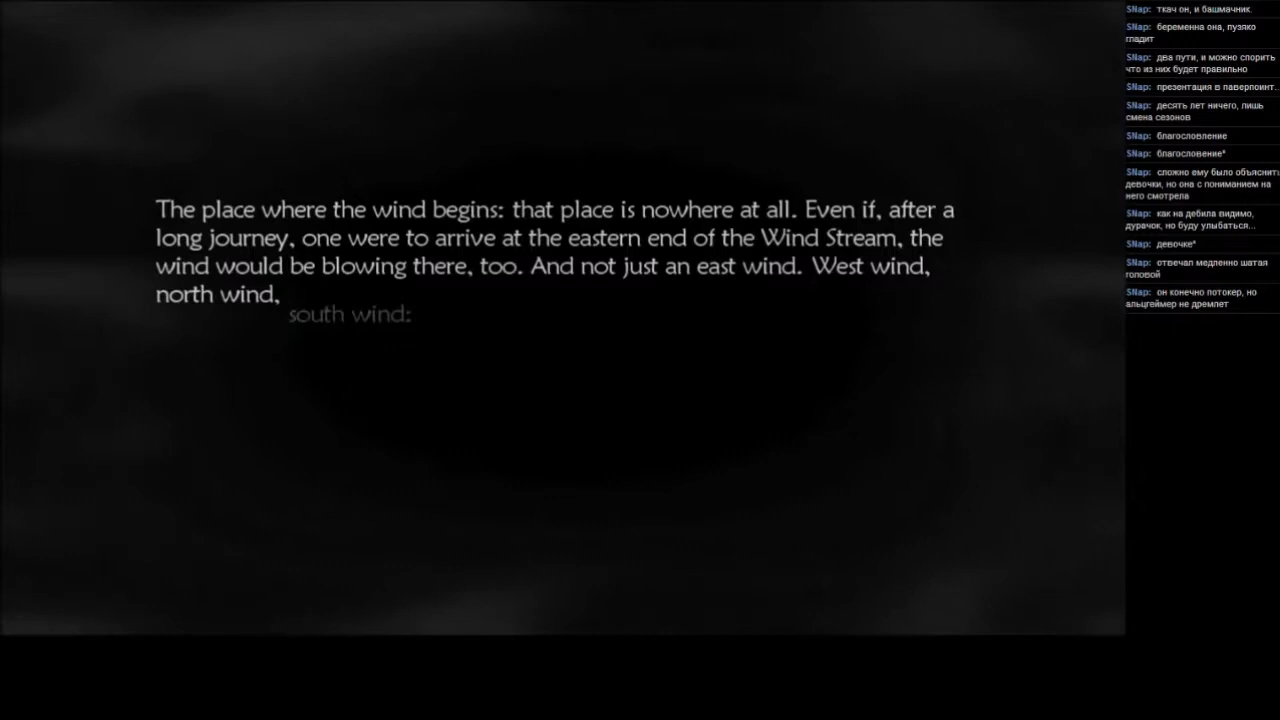 The place where the wind begins: that place is nowhere at all. Even if, after a
long journey, one were to arrive at the eastern end of the Wind Stream, the
wind would be blowing there, too. And not just an east wind. West wind,
north wind,
south wind:
SNap: ткач он, и башмачник.
SNap: беременна она, пузяко
гладит
SNap: два пути, и можно спорить
что из них будет правильно
SNap: презентация в паверпоинт..
SNap: десять лет ничего, лишь
смена сезонов
SNap: благословление
SNap: благословение*
SNap: сложно ему было объяснить
девочки, но она с пониманием на
него смотрела
SNap: как на дебила видимо,
дурачок, но буду улыбаться...
SNap: девочке*
SNap: отвечал медленно шатая
головой
SNap: он конечно потокер, но
альцгеймер не дремлет